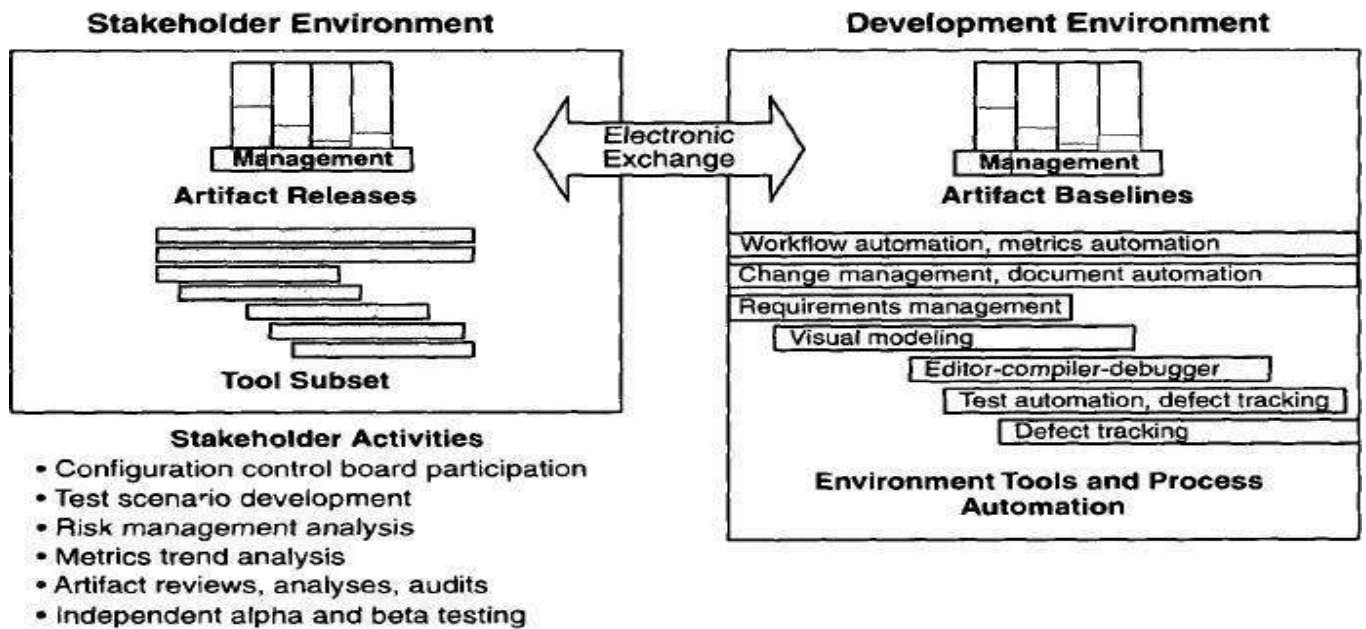 Stakeholder Environment
Management
Artifact Releases
Tool Subset
Stakeholder Activities
• Configuration control board participation
• Test scenario development
• Risk management analysis
• Metrics trend analysis
• Artifact reviews, analyses, audits
• Independent alpha and beta testing
Electronic
Exchange
Development Environment
Management
Artifact Baselines
Workflow automation, metrics automation
Change management, document automation
Requirements management
Visual modeling
Editor-compiler-debugger
Test automation, defect tracking
Defect tracking
Environment Tools and Process
Automation